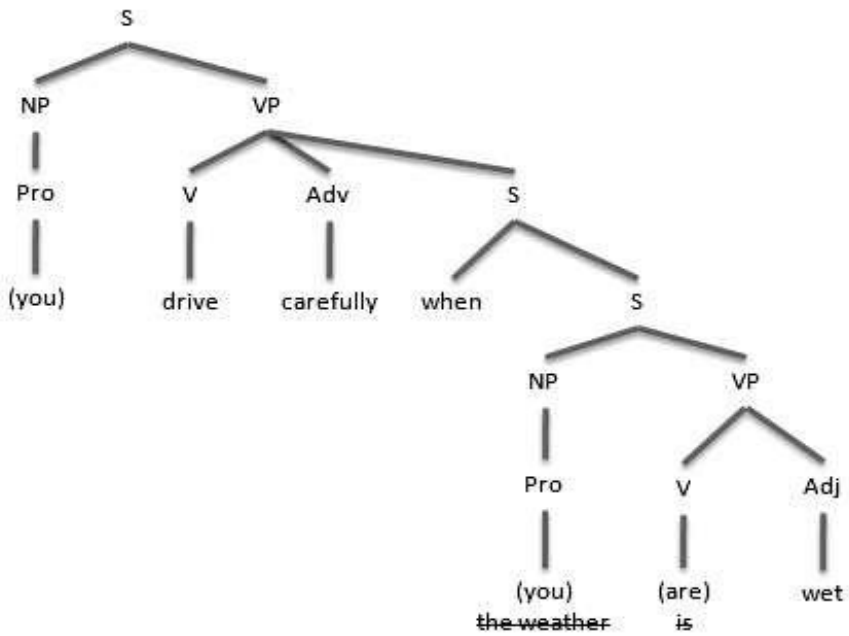 S
NP VP
Pro V Adv S
(you) drive carefully when S
NP VP
Pro V Adj
(you) (are) wet
the weather is